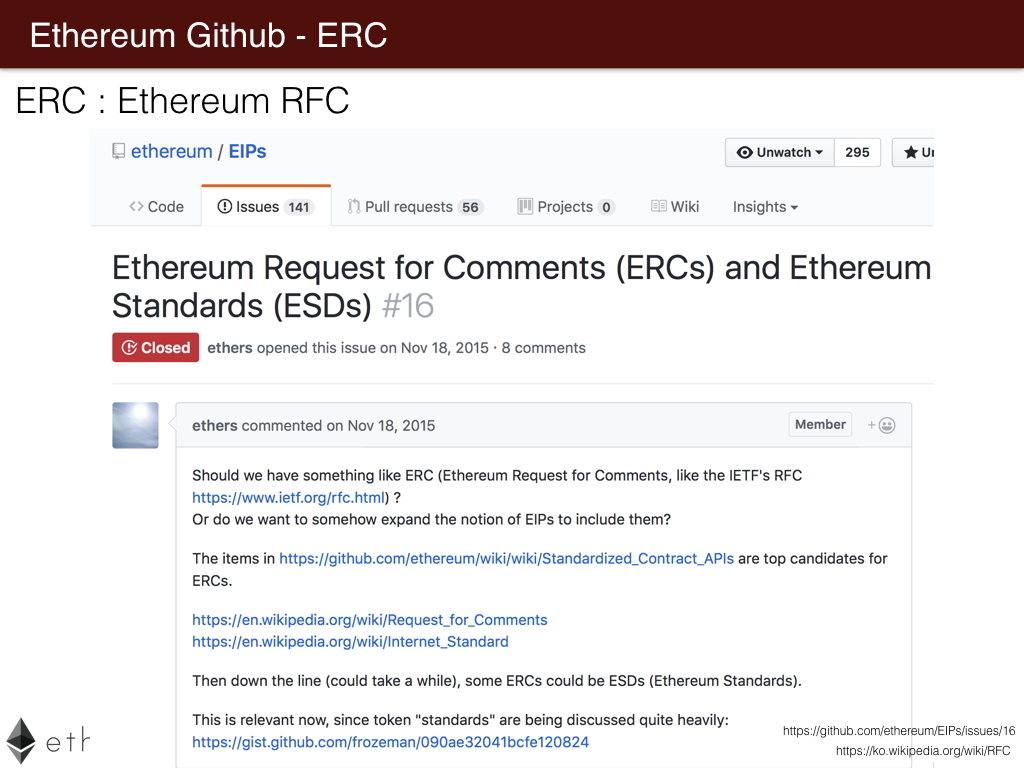 Ethereum Github - ERC
ERC : Ethereum RFC
ethereum / EIPs
Unwatch 295
Code Issues 141 Pull requests 56 Projects 0 Wiki Insights
Ethereum Request for Comments (ERCs) and Ethereum
Standards (ESDs) #16
Closed ethers opened this issue on Nov 18, 2015 · 8 comments
ethers commented on Nov 18, 2015 Member +
Should we have something like ERC (Ethereum Request for Comments, like the IETF's RFC
https://www.ietf.org/rfc.html) ?
Or do we want to somehow expand the notion of EIPs to include them?
The items in https://github.com/ethereum/wiki/wiki/Standardized_Contract_APIs are top candidates for
ERCs.
https://en.wikipedia.org/wiki/Request_for_Comments
https://en.wikipedia.org/wiki/Internet_Standard
Then down the line (could take a while), some ERCs could be ESDs (Ethereum Standards).
This is relevant now, since token "standards" are being discussed quite heavily:
https://gist.github.com/frozeman/090ae32041bcfe120824
https://github.com/ethereum/EIPs/issues/16
https://ko.wikipedia.org/wiki/RFC
eth